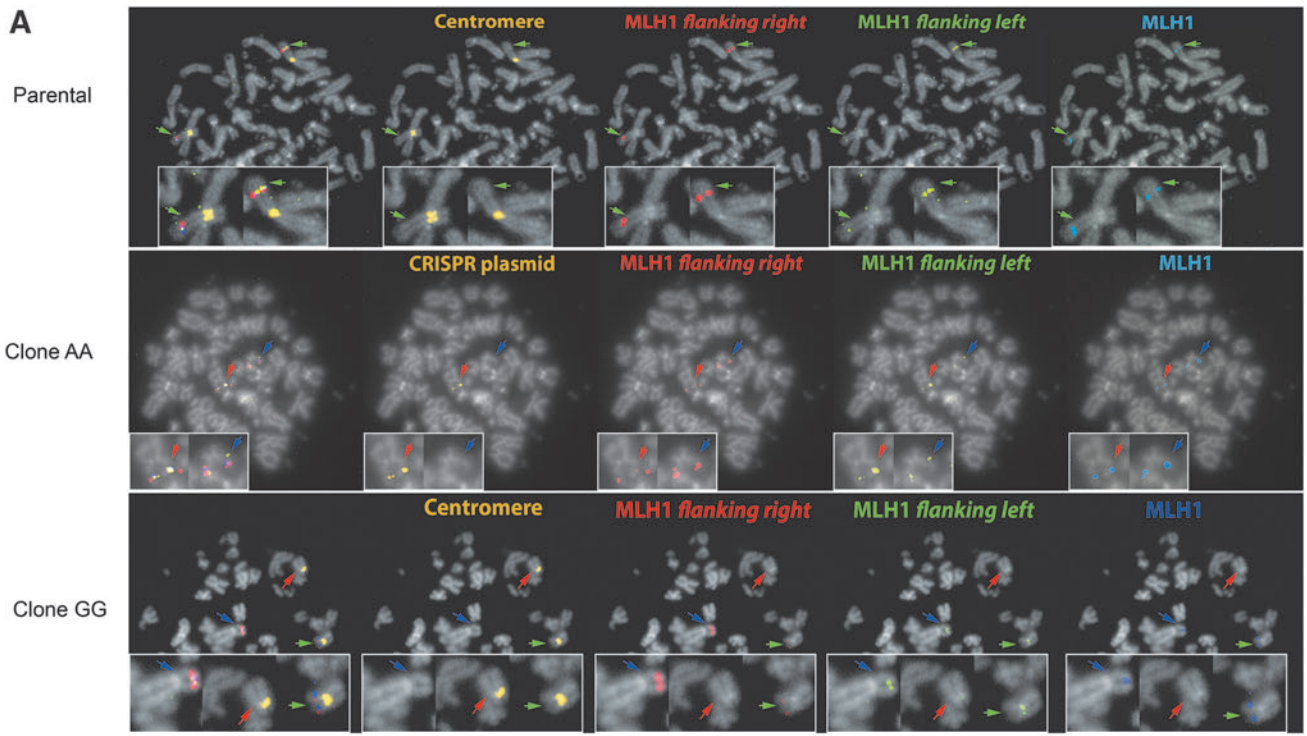 A
Centromere MLH1 flanking right MLH1 flanking left MLH1
Parental
CRISPR plasmid MLH1 flanking right MLH1 flanking left MLH1
Clone AA
Centromere MLH1 flanking right MLH1 flanking left MLH1
Clone GG